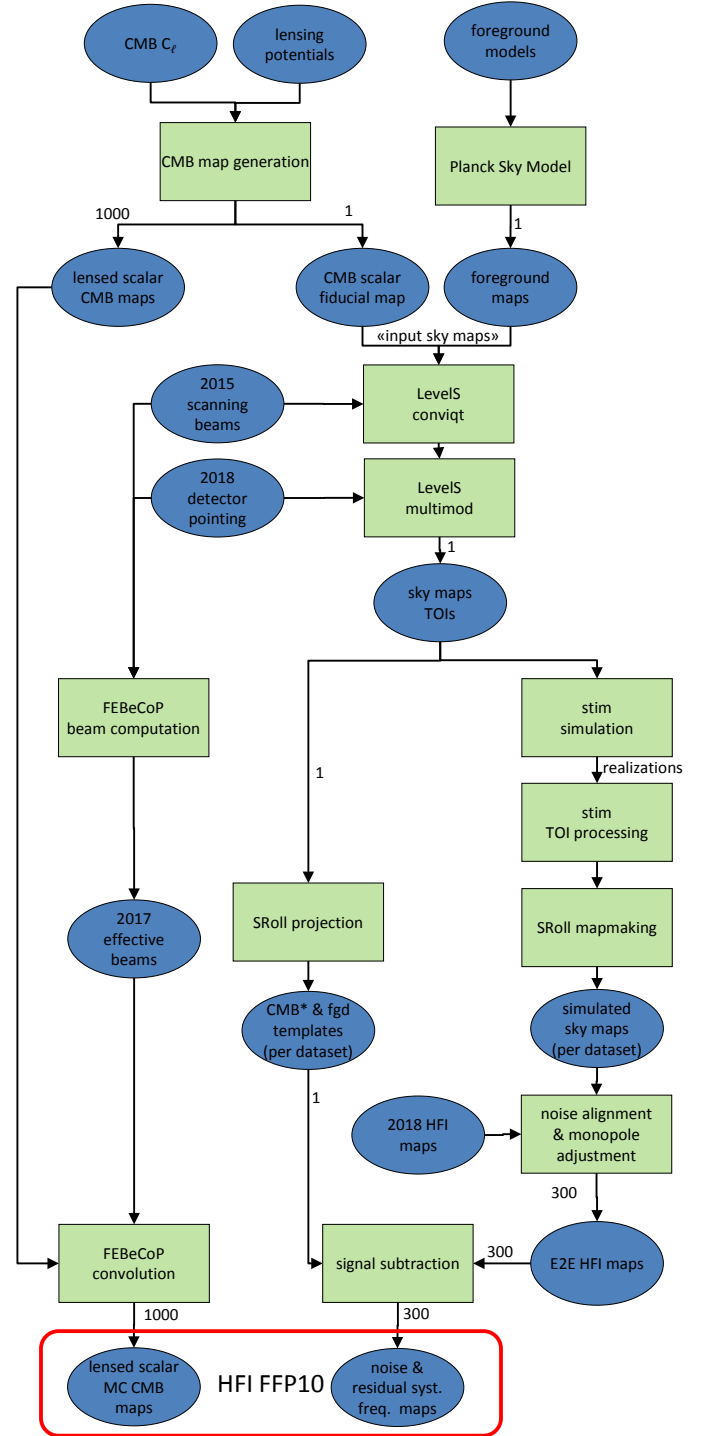 CMB Cℓ
lensing
potentials
foreground
models
CMB map generation
Planck Sky Model
1000
1
1
lensed scalar
CMB maps
CMB scalar
fiducial map
foreground
maps
«input sky maps»
2015
scanning
beams
LevelS
conviqt
2018
detector
pointing
LevelS
multimod
1
sky maps
TOIs
FEBeCoP
beam computation
stim
simulation
1
realizations
stim
TOI processing
2017
effective
beams
SRoll projection
SRoll mapmaking
CMB* & fgd
templates
(per dataset)
simulated
sky maps
(per dataset)
1
2018 HFI
maps
noise alignment
& monopole
adjustment
300
FEBeCoP
convolution
signal subtraction
300
E2E HFI maps
1000
300
lensed scalar
MC CMB
maps
HFI FFP10
noise &
residual syst.
freq. maps